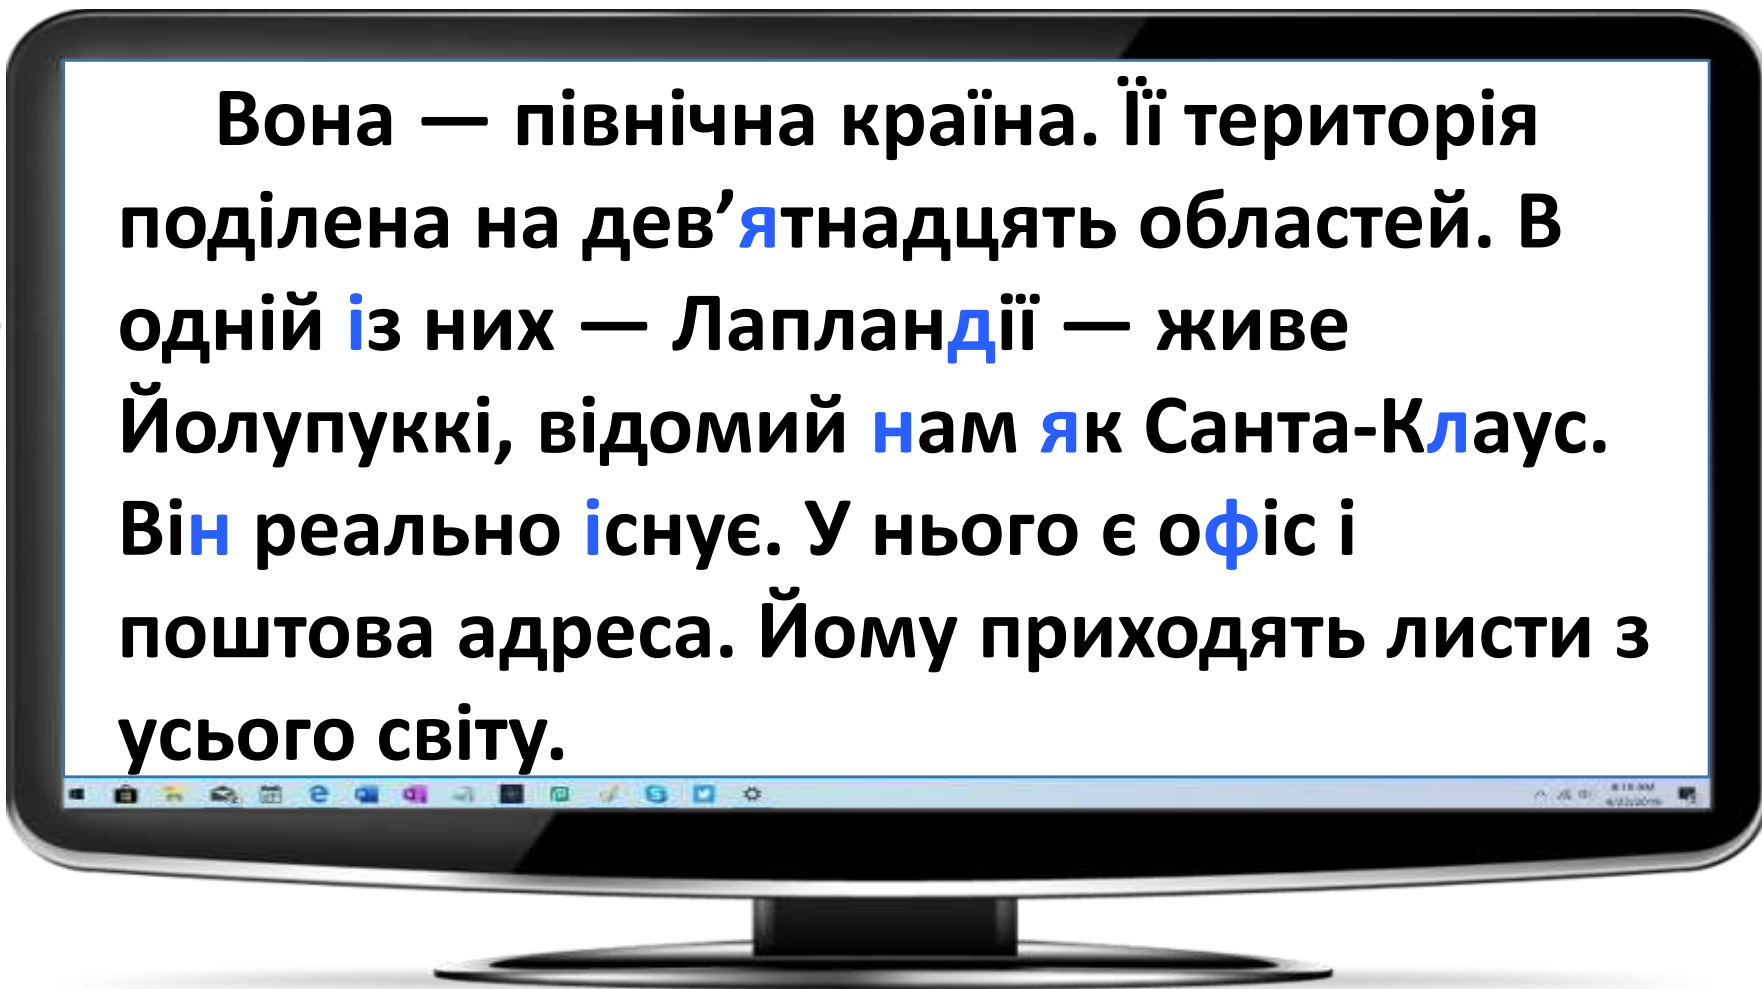 Вона — північна країна. Її територія
поділена на дев’ятнадцять областей. В
одній із них — Лапландії — живе
Йолупуккі, відомий нам як Санта-Клаус.
Він реально існує. У нього є офіс і
поштова адреса. Йому приходять листи з
усього світу.